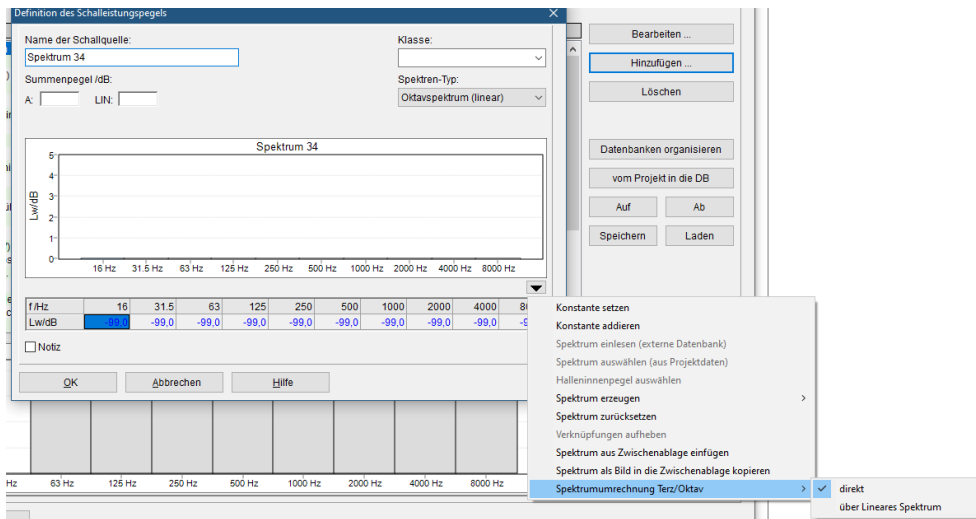 Definition des Schalleistungspegels
Name der Schallquelle:
Klasse:
Spektrum 34
Summenpegel /dB:
Spektren-Typ:
A:
LIN:
Oktavspektrum (linear)
Spektrum 34
Lw/dB
5
4
3
2
1
0
16 Hz 31.5 Hz 63 Hz 125 Hz 250 Hz 500 Hz 1000 Hz 2000 Hz 4000 Hz 8000 Hz
f/Hz 16 31.5 63 125 250 500 1000 2000 4000
Lw/dB -99,0 -99,0 -99,0 -99,0 -99,0 -99,0 -99,0 -99,0 -99,0
Notiz
OK
Abbrechen
Hilfe
Bearbeiten ...
Hinzufügen ...
Löschen
Datenbanken organisieren
vom Projekt in die DB
Auf
Ab
Speichern
Laden
Konstante setzen
Konstante addieren
Spektrum einlesen (externe Datenbank)
Spektrum auswählen (aus Projektdaten)
Halleninnenpegel auswählen
Spektrum erzeugen
Spektrum zurücksetzen
Verknüpfungen aufheben
Spektrum aus Zwischenablage einfügen
Spektrum als Bild in die Zwischenablage kopieren
Spektrumumrechnung Terz/Oktav
direkt
über Lineares Spektrum
Hz 63 Hz 125 Hz 250 Hz 500 Hz 1000 Hz 2000 Hz 4000 Hz 8000 Hz